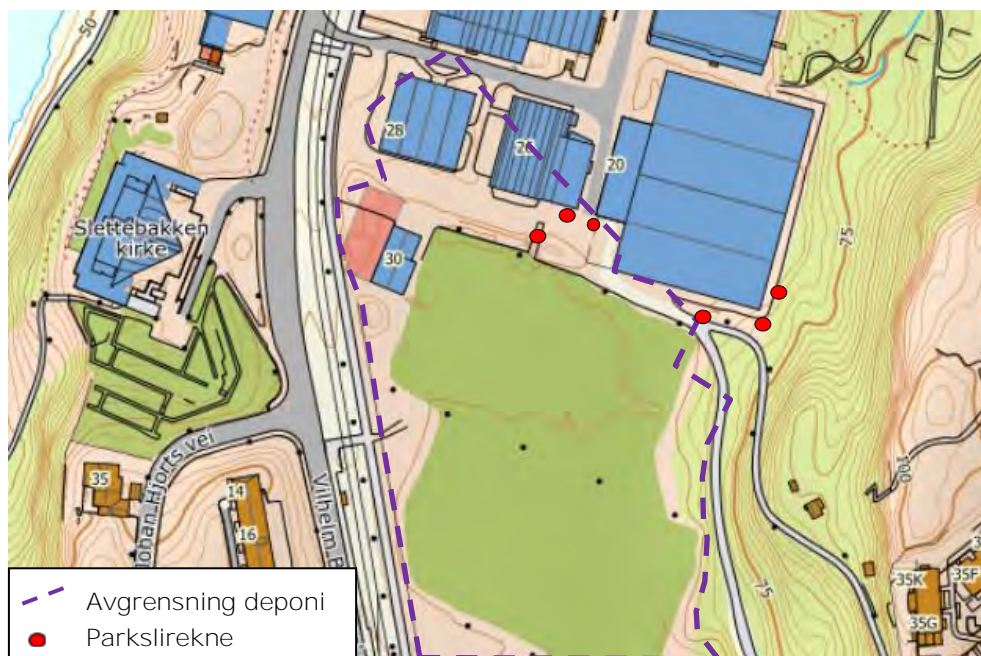 50
28
20
75
Slettebakken
kirke
30
100
35
Johan Hjorts vei
14
16
Vilhelm B
75
35K
35F
35G
Avgrensning deponi
Parkslirekne